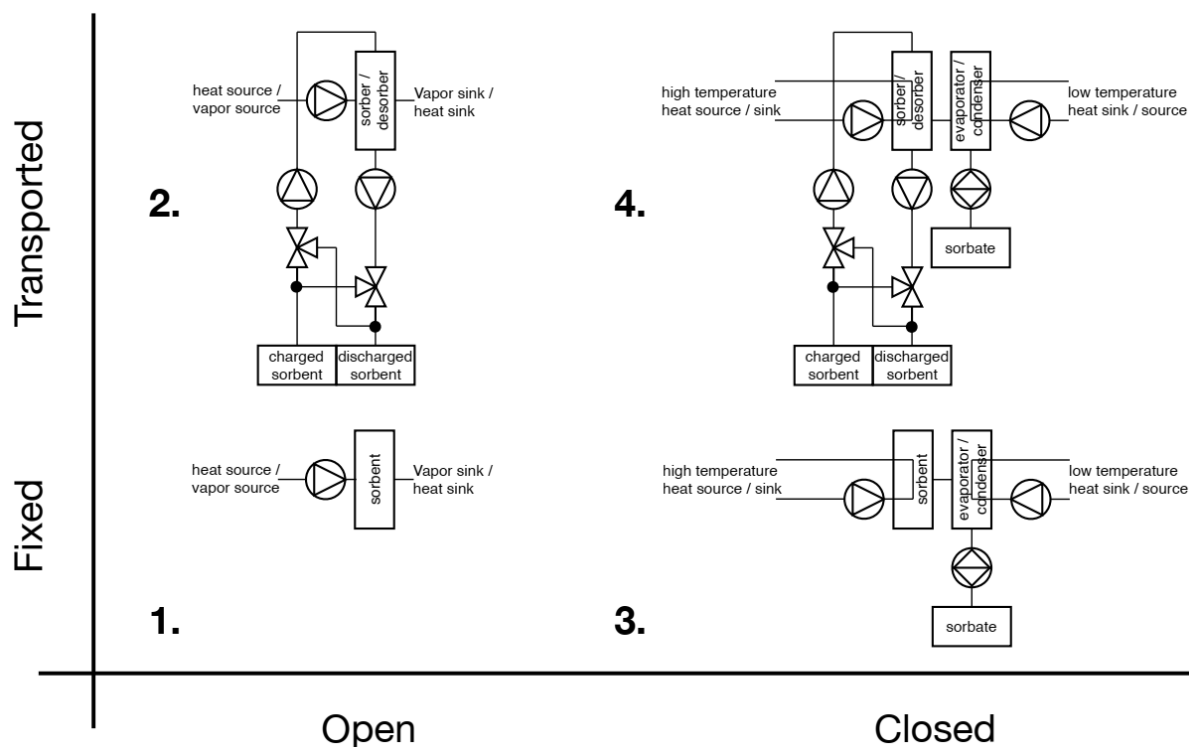 Transported
2.
heat source /
vapor source
sorber /
desorber
Vapor sink /
heat sink
charged
sorbent
discharged
sorbent
4.
high temperature
heat source / sink
sorber /
desorber
evaporator /
condenser
low temperature
heat sink / source
sorbate
charged
sorbent
discharged
sorbent
Fixed
1.
heat source /
vapor source
sorbent
Vapor sink /
heat sink
3.
high temperature
heat source / sink
sorbent
evaporator /
condenser
low temperature
heat sink / source
sorbate
Open
Closed